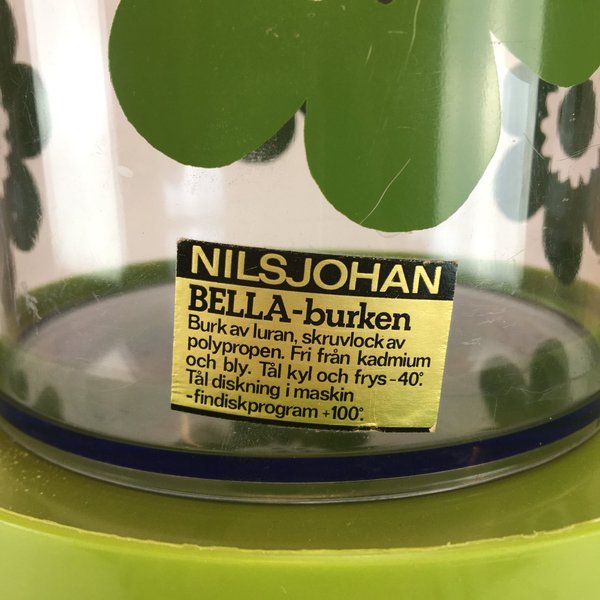 NILSJOHAN
BELLA-burken
Burk av luran, skruvlock av
polypropen. Fri från kadmium
och bly. Tål kyl och frys -40°.
Tål diskning i maskin
-findiskprogram +100°.